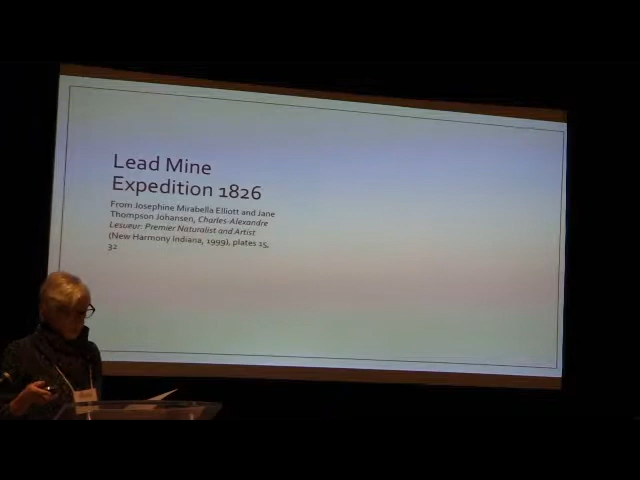 Lead Mine
Expedition 1826
From Josephine Mirabella Elliott and Jane
Thompson Johansen, Charles-Alexandre
Lesueur: Premier Naturalist and Artist
(New Harmony Indiana, 1999), plates 15,
32